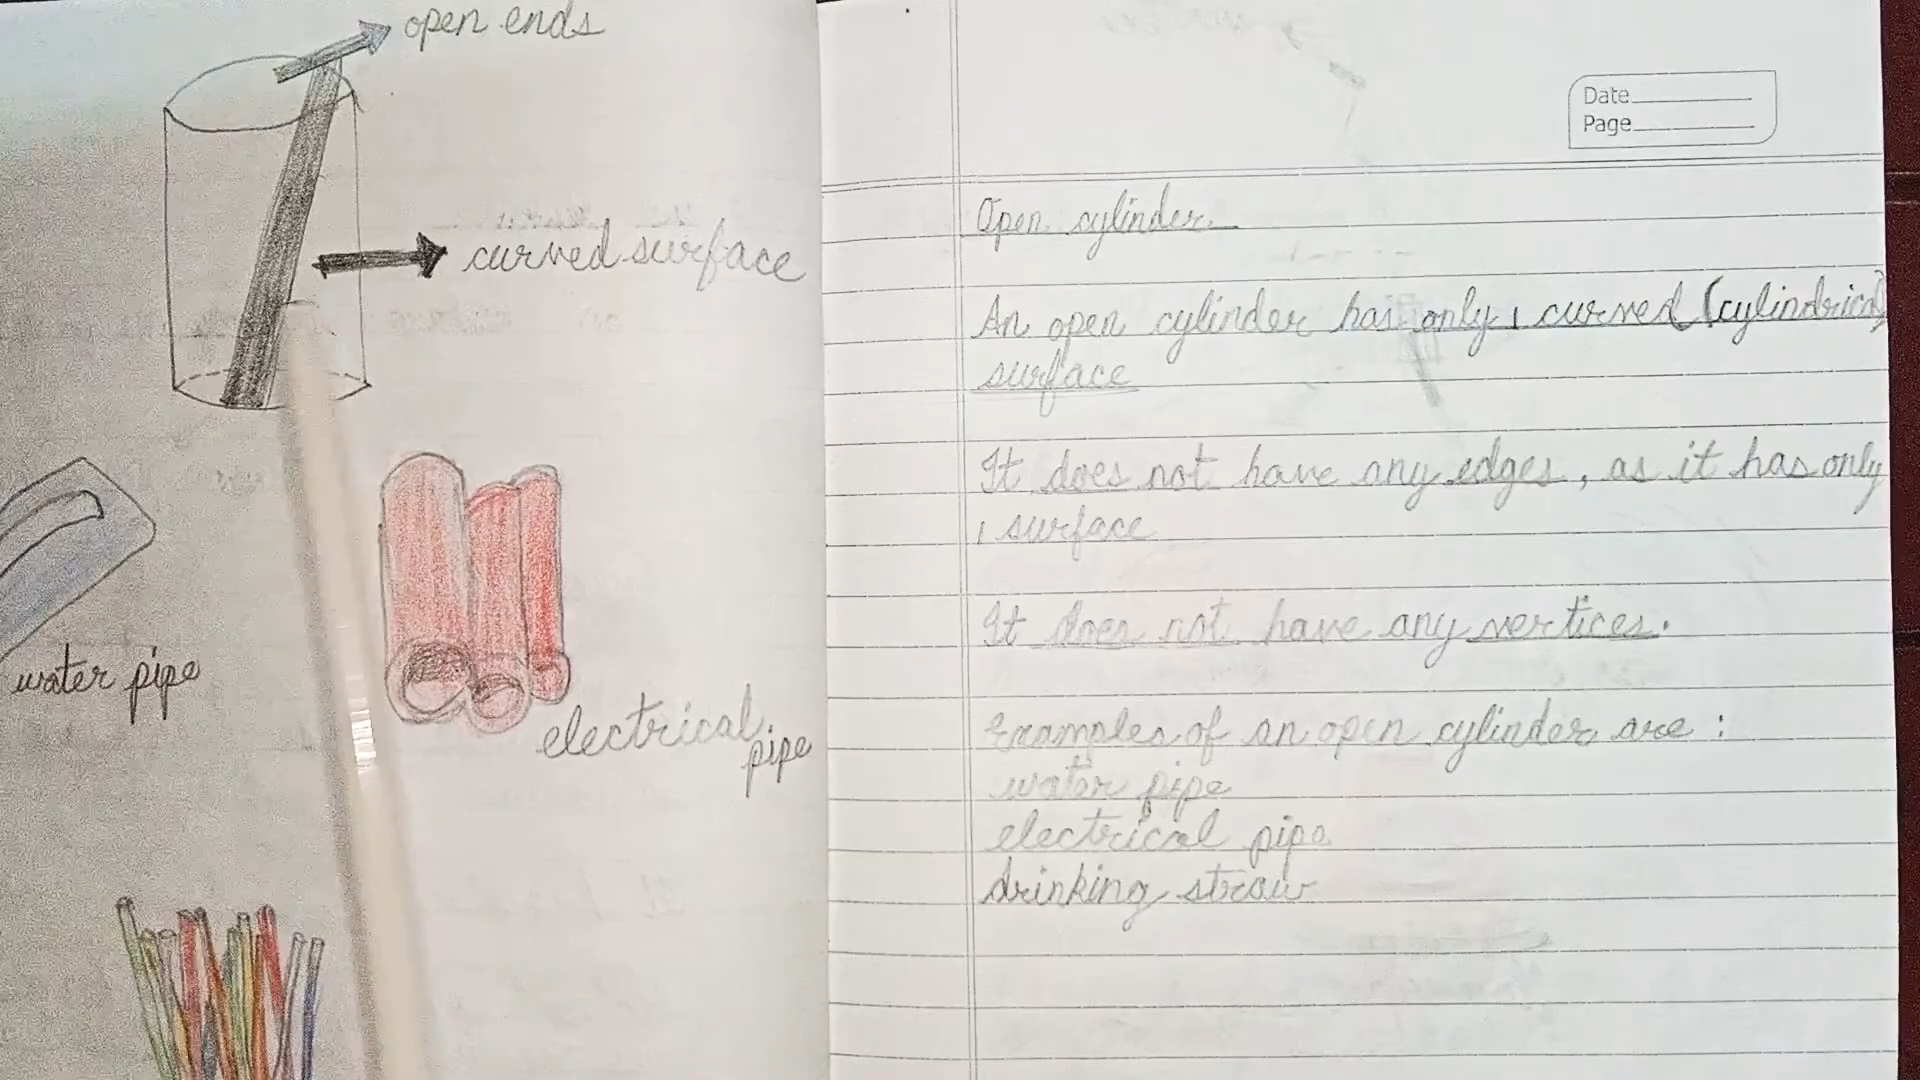 open ends
curved surface
water pipe
electrical
pipe
Date
Page
Open cylinder
An open cylinder has only 1 curved (cylindrical)
surface
It does not have any edges, as it has only
1 surface
It does not have any vertices.
Examples of an open cylinder are :
water pipe
electrical pipe
drinking straw